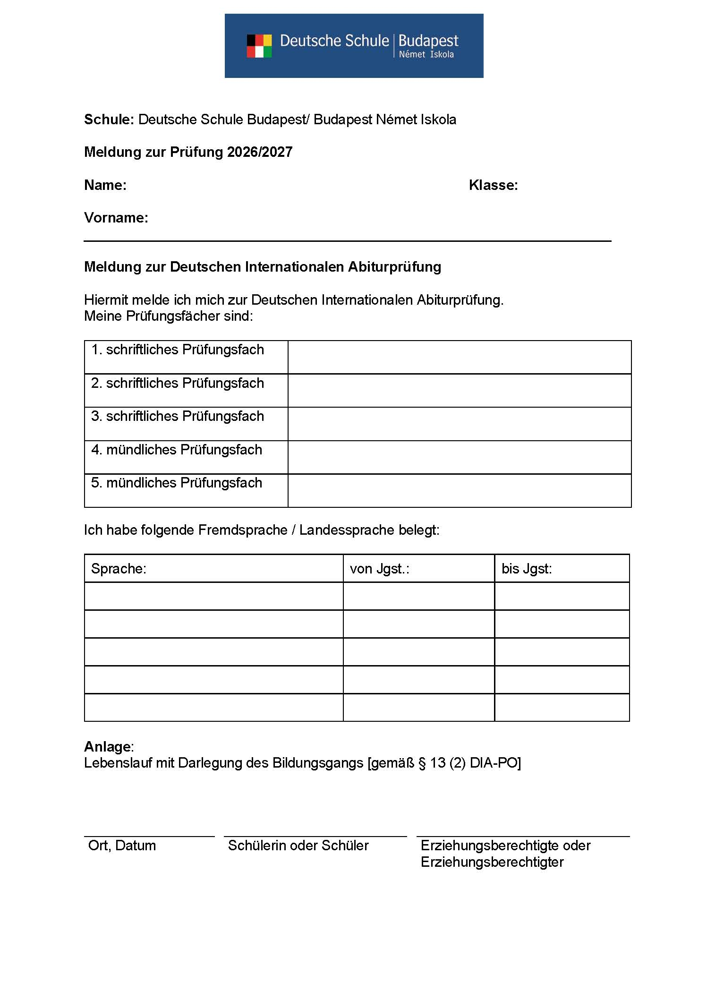 Deutsche Schule | Budapest
Német Iskola
Schule: Deutsche Schule Budapest/ Budapest Német Iskola
Meldung zur Prüfung 2026/2027
Name: Klasse:
Vorname:
Meldung zur Deutschen Internationalen Abiturprüfung
Hiermit melde ich mich zur Deutschen Internationalen Abiturprüfung.
Meine Prüfungsfächer sind:
1. schriftliches Prüfungsfach
2. schriftliches Prüfungsfach
3. schriftliches Prüfungsfach
4. mündliches Prüfungsfach
5. mündliches Prüfungsfach
Ich habe folgende Fremdsprache / Landessprache belegt:
Sprache: von Jgst.: bis Jgst:
Anlage:
Lebenslauf mit Darlegung des Bildungsgangs [gemäß § 13 (2) DIA-PO]
Ort, Datum Schülerin oder Schüler Erziehungsberechtigte oder
Erziehungsberechtigter